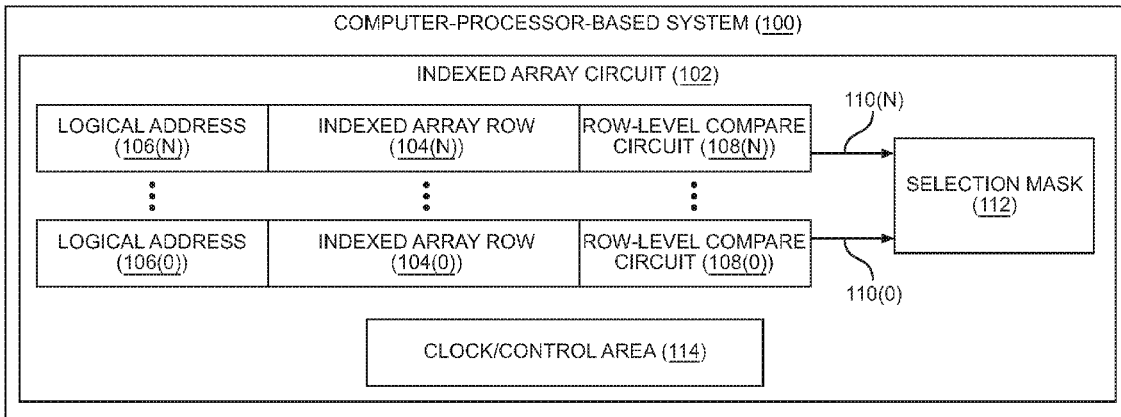 COMPUTER-PROCESSOR-BASED SYSTEM (100)
INDEXED ARRAY CIRCUIT (102)
110(N)
LOGICAL ADDRESS
(106(N))
INDEXED ARRAY ROW
(104(N))
ROW-LEVEL COMPARE
CIRCUIT (108(N))
SELECTION MASK
(112)
LOGICAL ADDRESS
(106(0))
INDEXED ARRAY ROW
(104(0))
ROW-LEVEL COMPARE
CIRCUIT (108(0))
110(0)
CLOCK/CONTROL AREA (114)